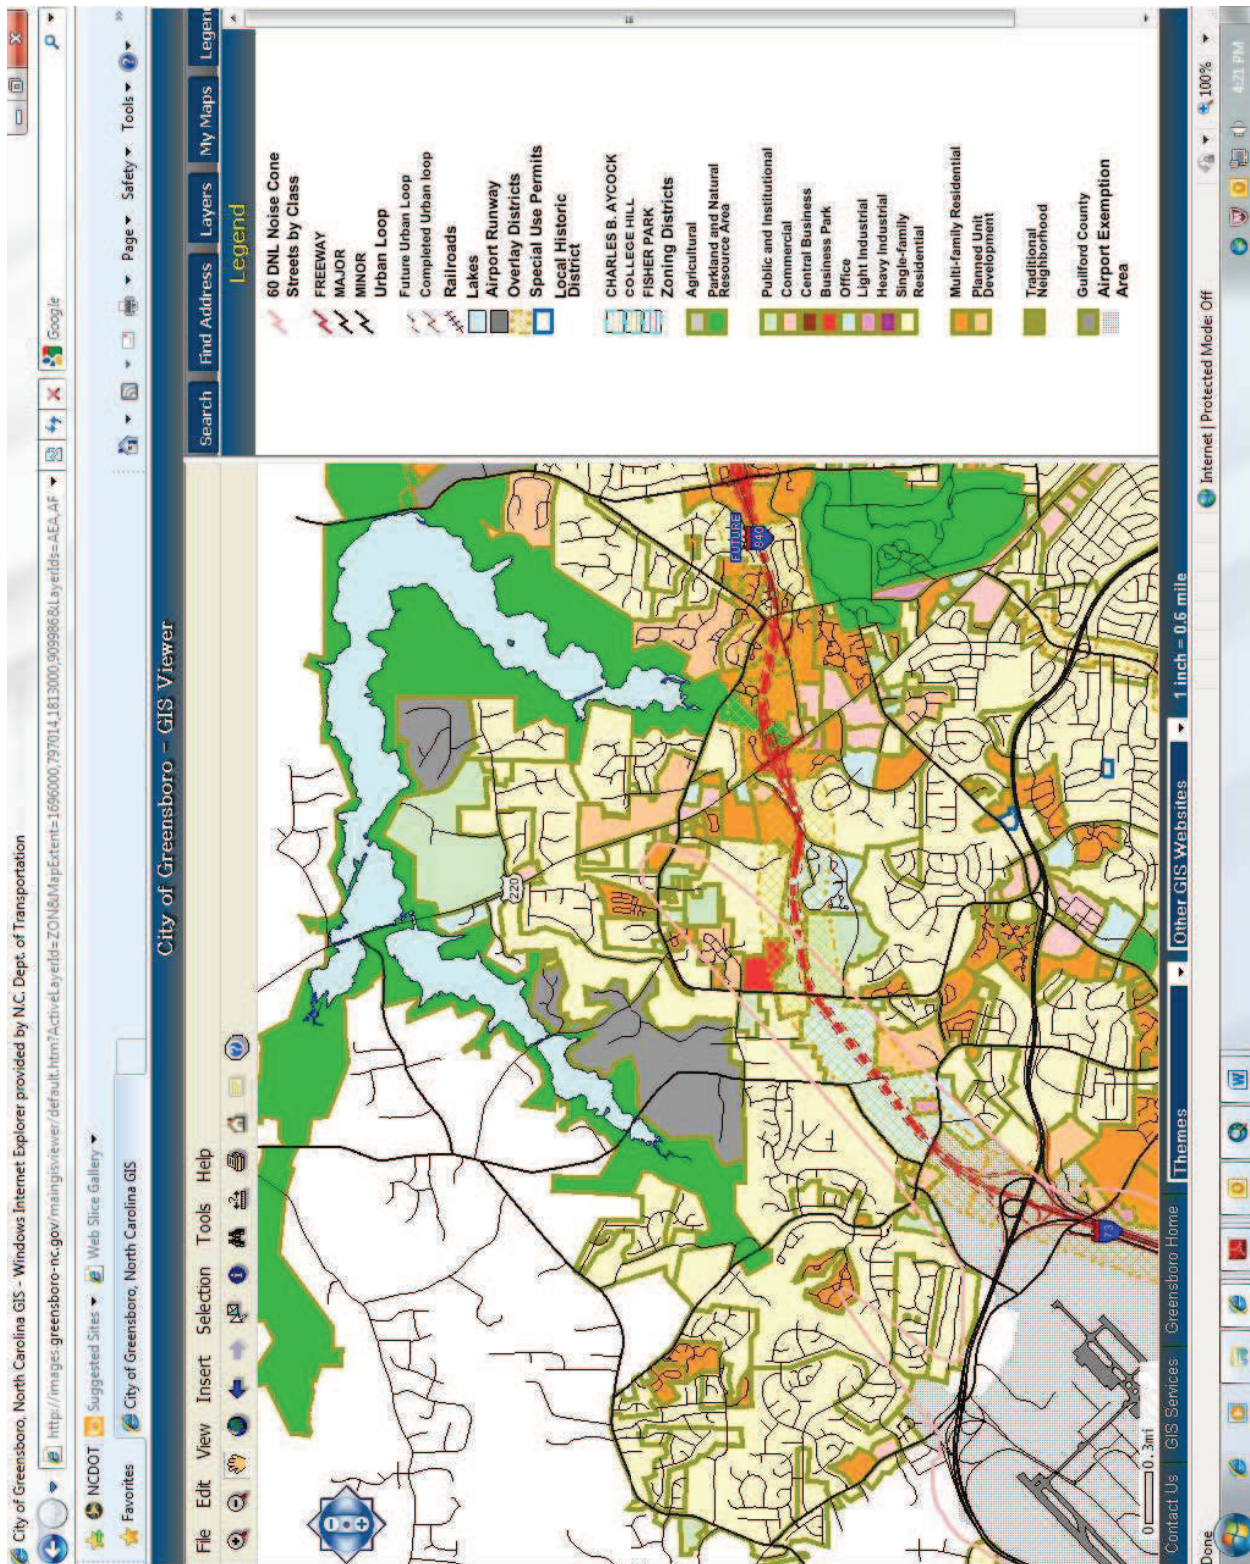 City of Greensboro, North Carolina GIS - Windows Internet Explorer provided by N.C. Dept. of Transportation
http://images.greensboro-nc.gov/maingisviewer/default.htm?ActiveLayerId=ZON&MapExtent=1696000,797014,1813000,909986&LayerIds=AEA,AF
Google
NCDOT
Suggested Sites
Web Slice Gallery
Favorites
City of Greensboro, North Carolina GIS
Page
Safety
Tools
City of Greensboro - GIS Viewer
File Edit View Insert Selection Tools Help
Search
Find Address
Layers
My Maps
Legend
Legend
60 DNL Noise Cone
Streets by Class
FREEWAY
MAJOR
MINOR
Urban Loop
Future Urban Loop
Completed Urban loop
Railroads
Lakes
Airport Runway
Overlay Districts
Special Use Permits
Local Historic
District
CHARLES B. AYCOCK
COLLEGE HILL
FISHER PARK
Zoning Districts
Agricultural
Parkland and Natural
Resource Area
Public and Institutional
Commercial
Central Business
Business Park
Office
Light Industrial
Heavy Industrial
Single-family
Residential
Multi-family Residential
Planned Unit
Development
Traditional
Neighborhood
Guilford County
Airport Exemption
Area
220
FUTURE
840
73
0
0.3mi
Contact Us
GIS Services
Greensboro Home
Themes
Other GIS Websites
1 inch = 0.6 mile
Done
Internet | Protected Mode: Off
100%
4:21 PM